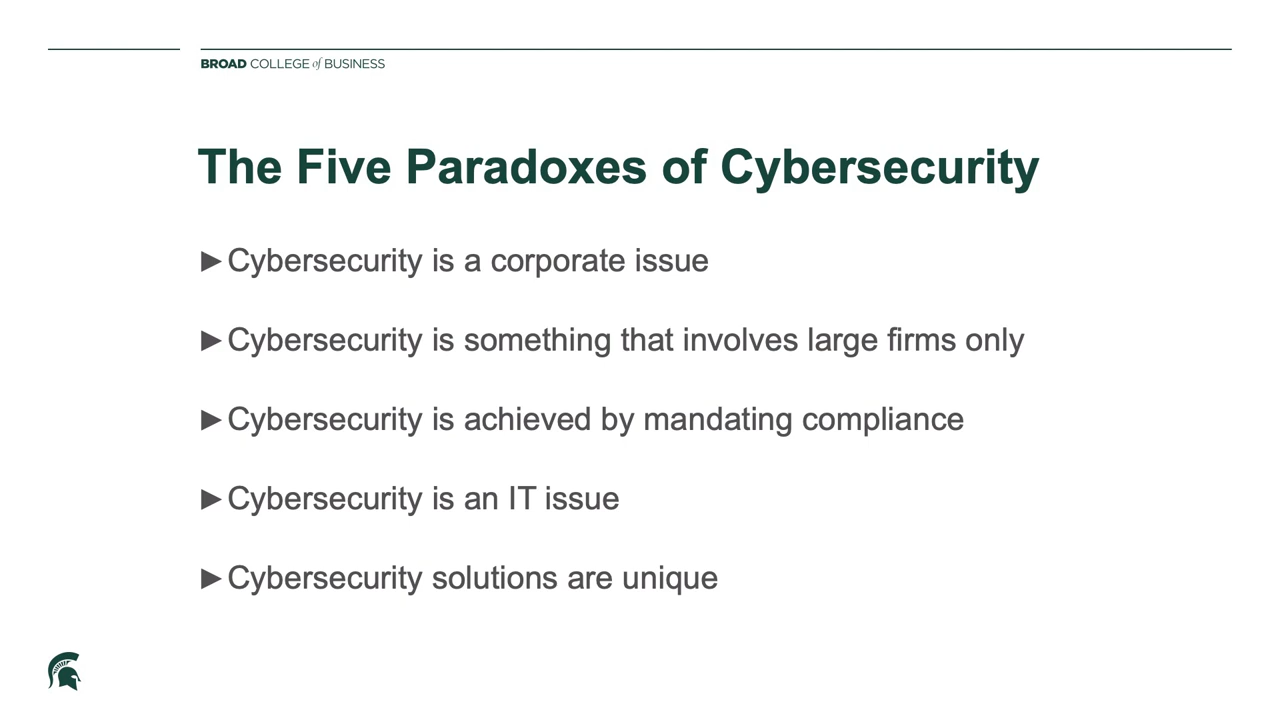 BROAD COLLEGE of BUSINESS
The Five Paradoxes of Cybersecurity
►Cybersecurity is a corporate issue
►Cybersecurity is something that involves large firms only
►Cybersecurity is achieved by mandating compliance
►Cybersecurity is an IT issue
►Cybersecurity solutions are unique